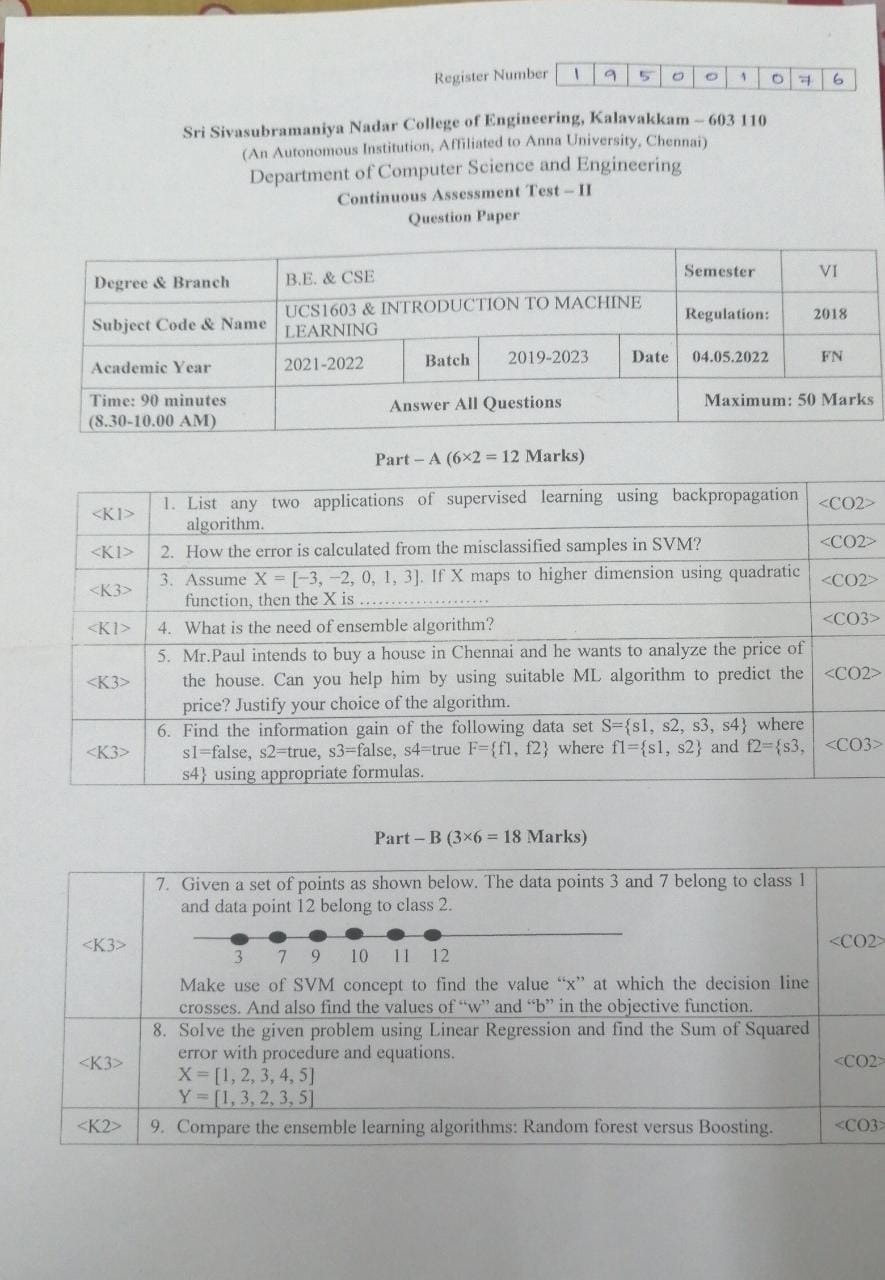 Register Number 1 9 5 0 0 1 0 7 6
Sri Sivasubramaniya Nadar College of Engineering, Kalavakkam – 603 110
(An Autonomous Institution, Affiliated to Anna University, Chennai)
Department of Computer Science and Engineering
Continuous Assessment Test – II
Question Paper
Degree & Branch B.E. & CSE Semester VI
Subject Code & Name UCS1603 & INTRODUCTION TO MACHINE
LEARNING Regulation: 2018
Academic Year 2021-2022 Batch 2019-2023 Date 04.05.2022 FN
Time: 90 minutes
(8.30-10.00 AM) Answer All Questions Maximum: 50 Marks
Part – A (6×2 = 12 Marks)
<K1> 1. List any two applications of supervised learning using backpropagation <CO2>
algorithm.
<K1> 2. How the error is calculated from the misclassified samples in SVM? <CO2>
<K3> 3. Assume X = [−3, −2, 0, 1, 3]. If X maps to higher dimension using quadratic <CO2>
function, then the X is .....................
<K1> 4. What is the need of ensemble algorithm? <CO3>
5. Mr.Paul intends to buy a house in Chennai and he wants to analyze the price of
<K3> the house. Can you help him by using suitable ML algorithm to predict the <CO2>
price? Justify your choice of the algorithm.
6. Find the information gain of the following data set S={s1, s2, s3, s4} where
<K3> s1=false, s2=true, s3=false, s4=true F={f1, f2} where f1={s1, s2} and f2={s3, <CO3>
s4} using appropriate formulas.
Part – B (3×6 = 18 Marks)
7. Given a set of points as shown below. The data points 3 and 7 belong to class 1
and data point 12 belong to class 2.
<K3> <CO2>
3 7 9 10 11 12
Make use of SVM concept to find the value “x” at which the decision line
crosses. And also find the values of “w” and “b” in the objective function.
8. Solve the given problem using Linear Regression and find the Sum of Squared
error with procedure and equations.
<K3> <CO2>
X = [1, 2, 3, 4, 5]
Y = [1, 3, 2, 3, 5]
<K2> 9. Compare the ensemble learning algorithms: Random forest versus Boosting. <CO3>